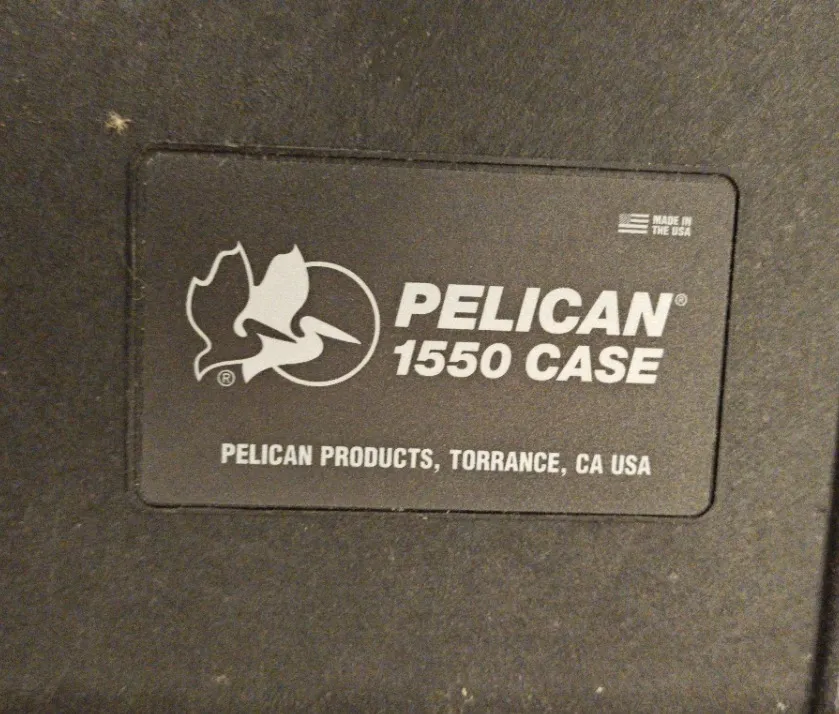 MADE IN
THE USA
PELICAN®
1550 CASE
®
PELICAN PRODUCTS, TORRANCE, CA USA